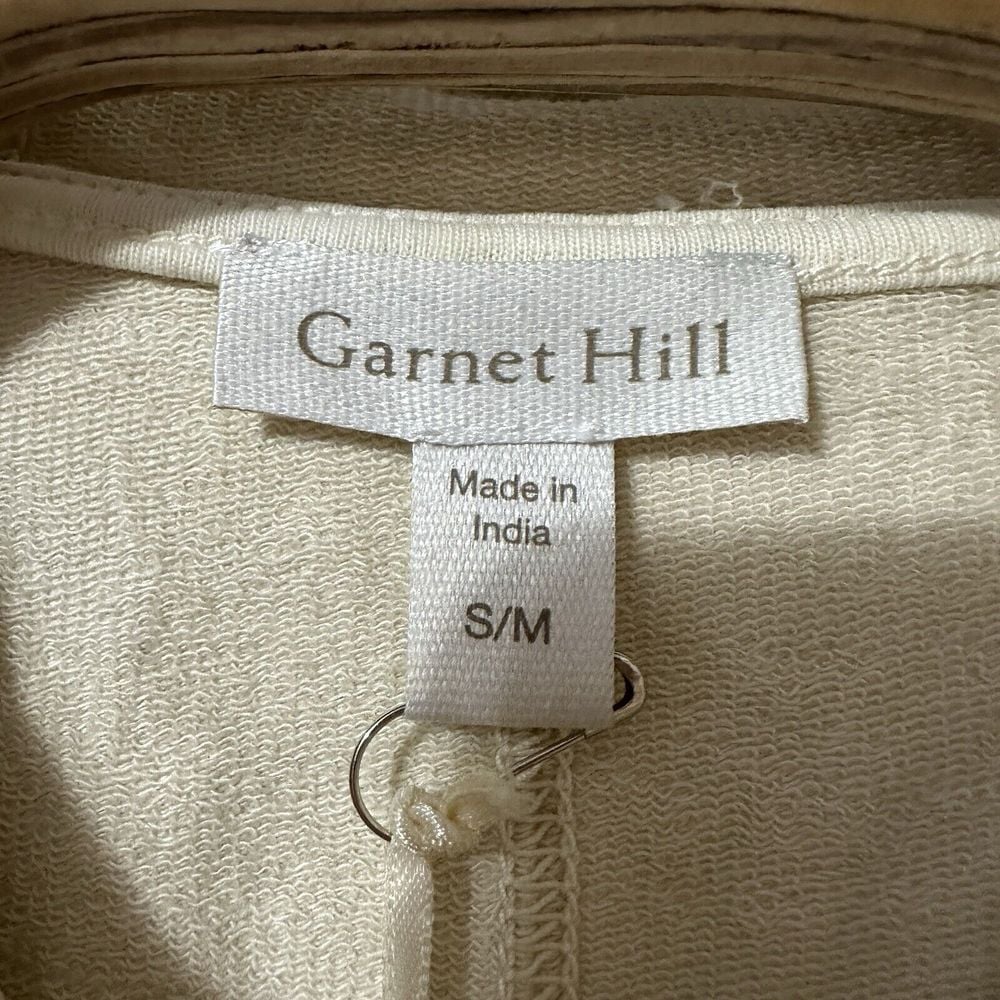 Garnet Hill
Made in
India
S/M